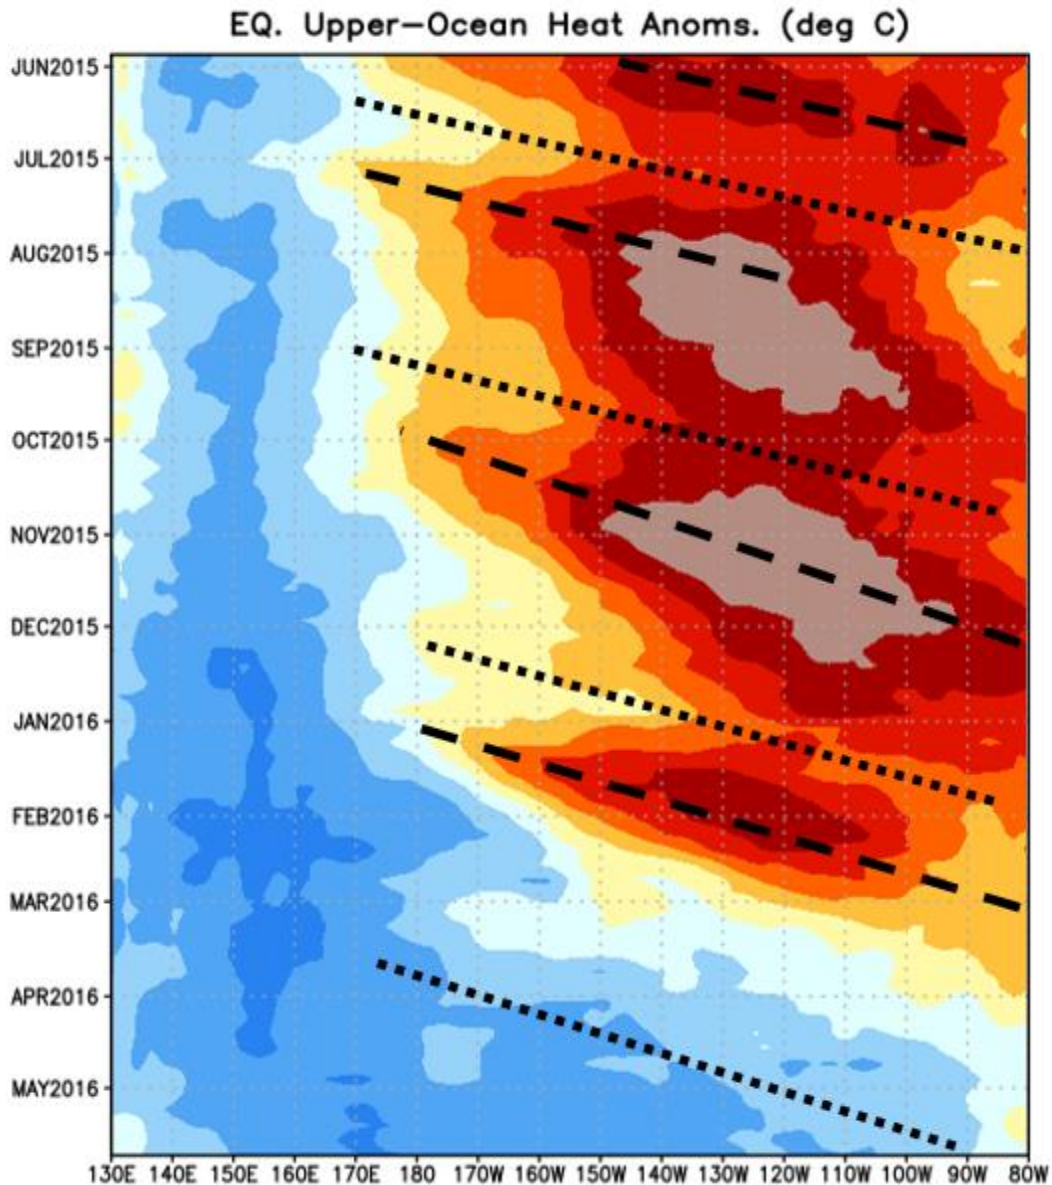 EQ. Upper-Ocean Heat Anoms. (deg C)
JUN2015
JUL2015
AUG2015
SEP2015
OCT2015
NOV2015
DEC2015
JAN2016
FEB2016
MAR2016
APR2016
MAY2016
130E 140E 150E 160E 170E 180 170W 160W 150W 140W 130W 120W 110W 100W 90W 80W